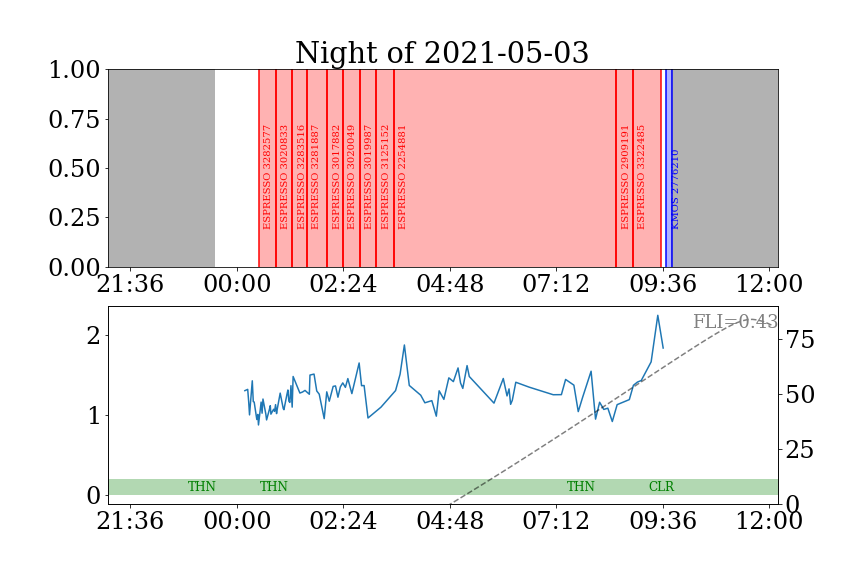 Night of 2021-05-03
1.00
0.75
0.50
0.25
0.00
ESPRESSO 3282577
ESPRESSO 3020833
ESPRESSO 3283516
ESPRESSO 3281887
ESPRESSO 3017882
ESPRESSO 3020049
ESPRESSO 3019987
ESPRESSO 3125152
ESPRESSO 2254881
ESPRESSO 2909191
ESPRESSO 3322485
KMOS 2776210
21:36 00:00 02:24 04:48 07:12 09:36 12:00
FLI=0.43
2
1
0
75
50
25
0
THN THN THN CLR
21:36 00:00 02:24 04:48 07:12 09:36 12:00